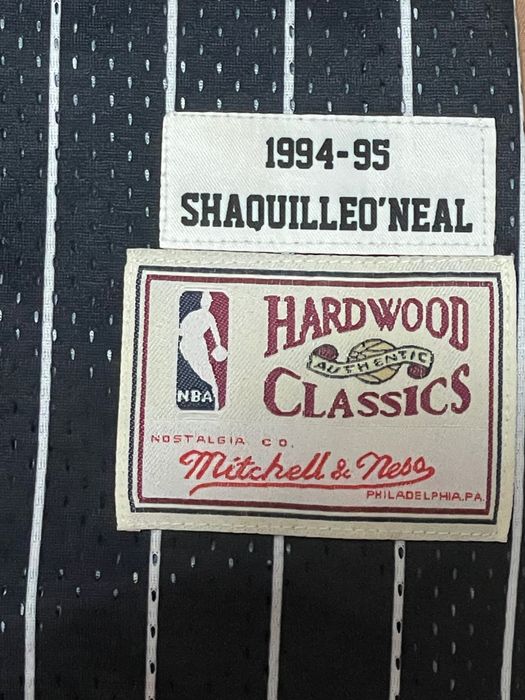 1994-95
SHAQUILLEO'NEAL
NBA
HARDWOOD
AUTHENTIC
CLASSICS
NOSTALGIA CO.
Mitchell & Ness
PHILADELPHIA,PA.